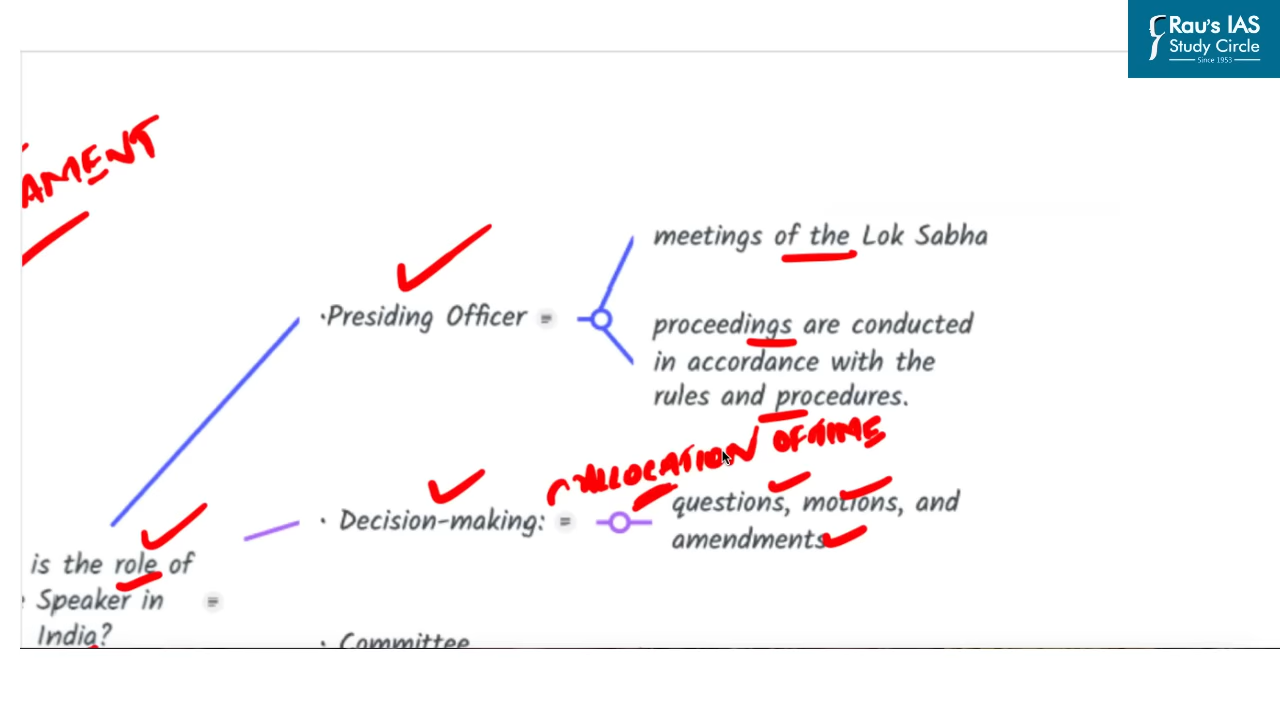 Rau's IAS
Study Circle
Since 1953
AMENT
meetings of the Lok Sabha
·Presiding Officer
proceedings are conducted
in accordance with the
rules and procedures.
ALLOCATION OF TIME
· Decision-making:
questions, motions, and
amendments
is the role of
Speaker in
India?
· Committee